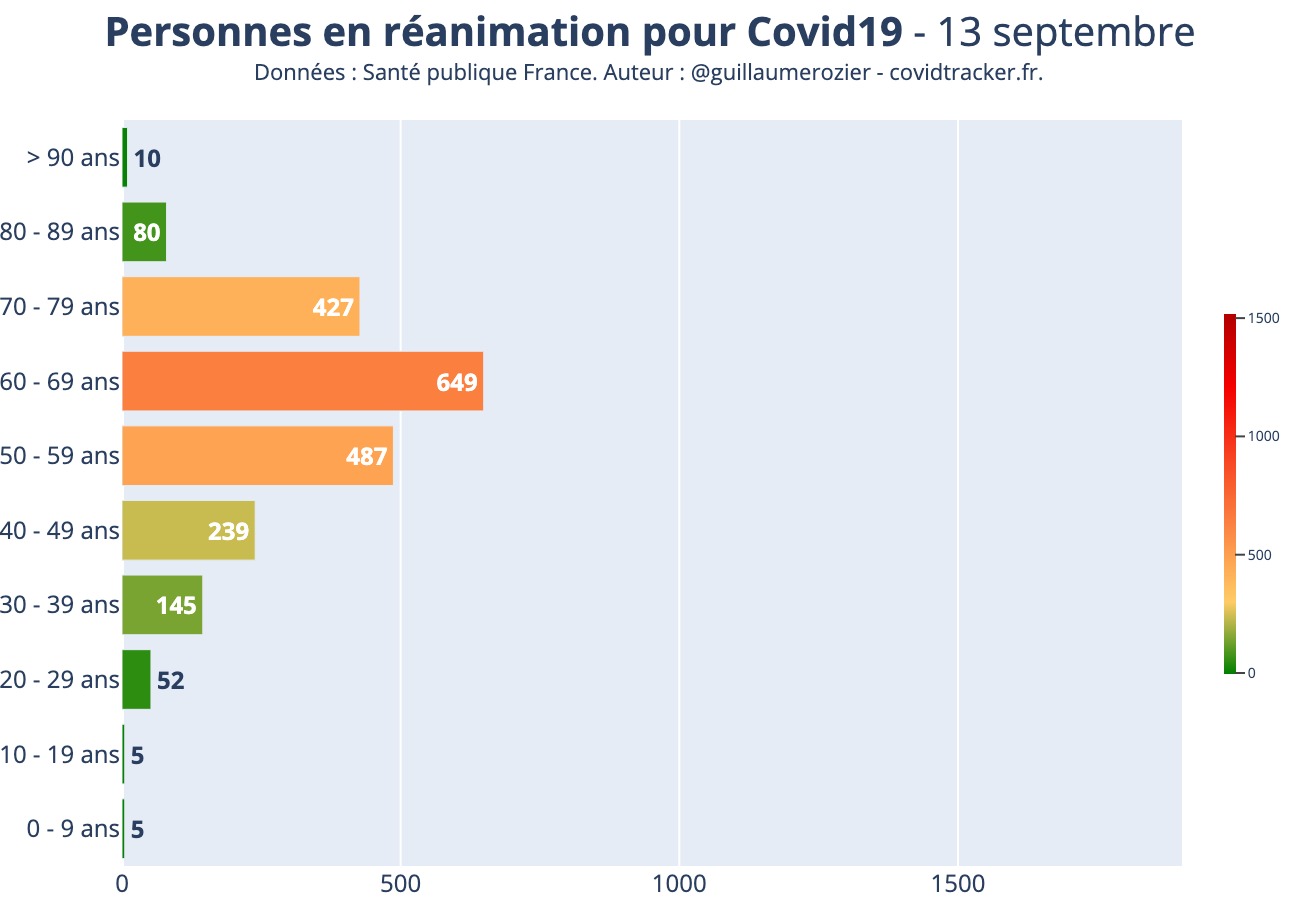 Personnes en réanimation pour Covid19 - 13 septembre
Données : Santé publique France. Auteur : @guillaumerozier - covidtracker.fr.
> 90 ans 10
80 - 89 ans 80
70 - 79 ans 427
60 - 69 ans 649
50 - 59 ans 487
40 - 49 ans 239
30 - 39 ans 145
20 - 29 ans 52
10 - 19 ans 5
0 - 9 ans 5
0 500 1000 1500
1500
1000
500
0